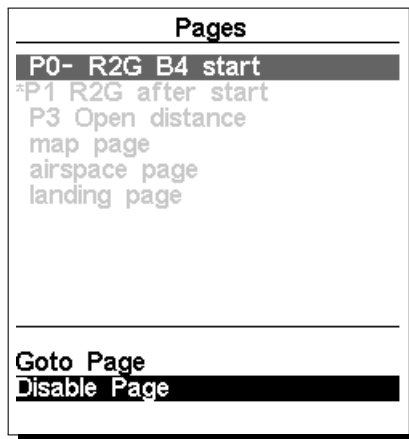 Pages
P0- R2G B4 start
*P1 R2G after start
P3 Open distance
map page
airspace page
landing page
Goto Page
Disable Page